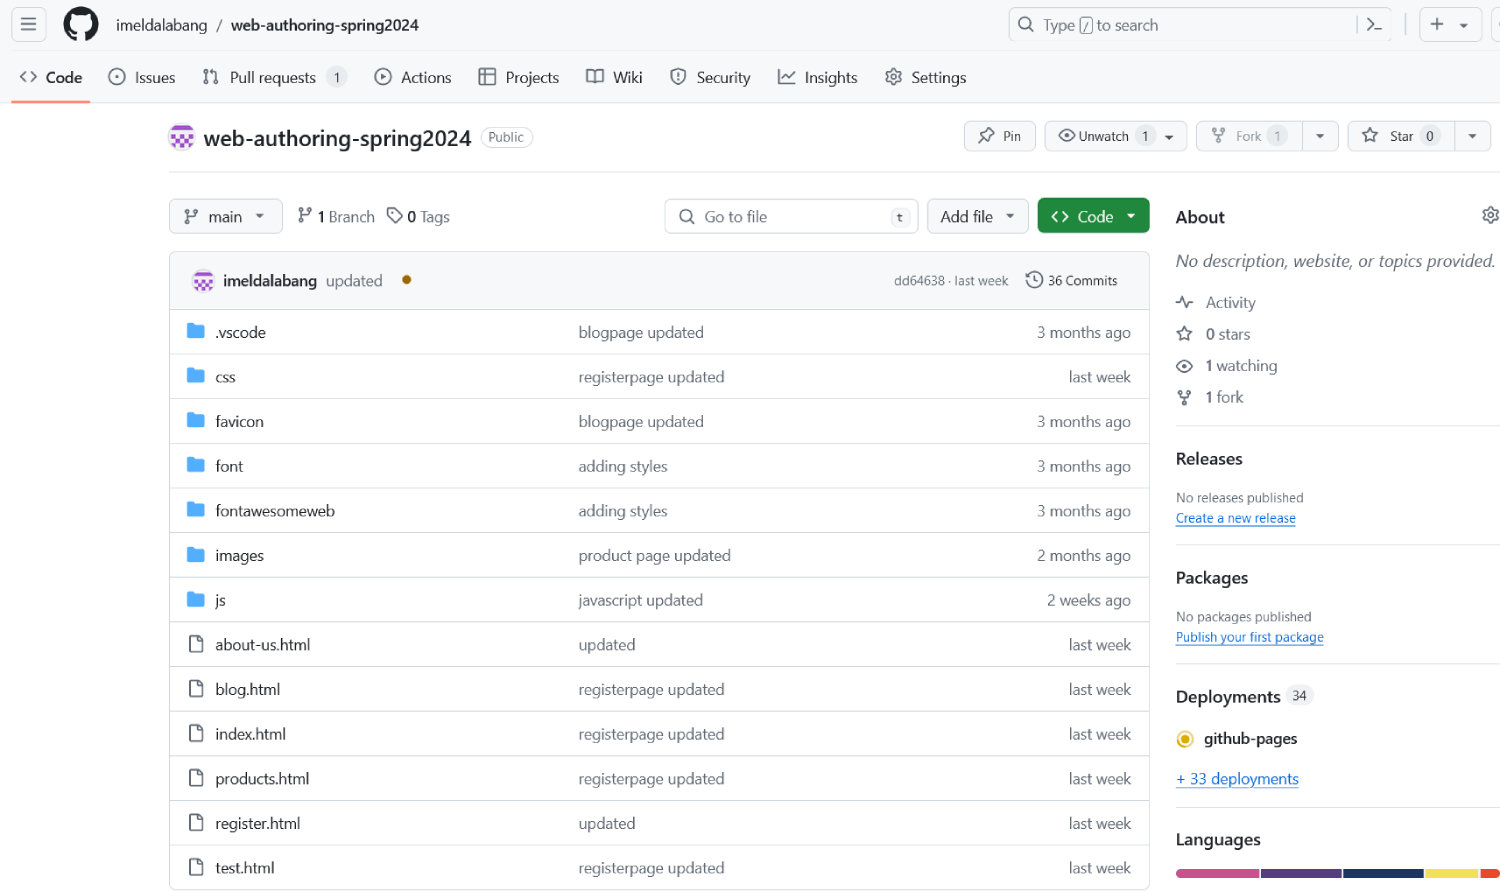 imeldalabang / web-authoring-spring2024
Type / to search
Code Issues Pull requests 1 Actions Projects Wiki Security Insights Settings
web-authoring-spring2024 Public
Pin Unwatch 1 Fork 1 Star 0
main 1 Branch 0 Tags Go to file t Add file Code
imeldalabang updated dd64638 · last week 36 Commits
.vscode blogpage updated 3 months ago
css registerpage updated last week
favicon blogpage updated 3 months ago
font adding styles 3 months ago
fontawesomeweb adding styles 3 months ago
images product page updated 2 months ago
js javascript updated 2 weeks ago
about-us.html updated last week
blog.html registerpage updated last week
index.html registerpage updated last week
products.html registerpage updated last week
register.html updated last week
test.html registerpage updated last week
About
No description, website, or topics provided.
Activity
0 stars
1 watching
1 fork
Releases
No releases published
Create a new release
Packages
No packages published
Publish your first package
Deployments 34
github-pages
+ 33 deployments
Languages